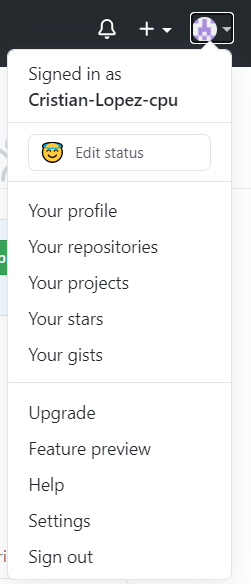 Signed in as
Cristian-Lopez-cpu
Edit status
Your profile
Your repositories
Your projects
Your stars
Your gists
Upgrade
Feature preview
Help
Settings
Sign out